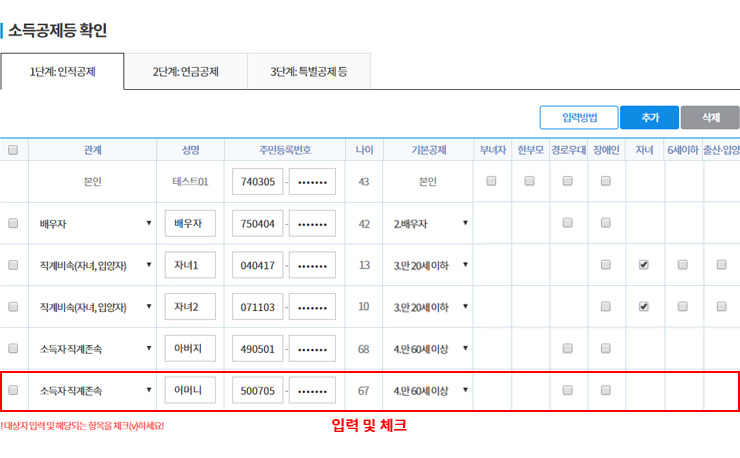 소득공제등 확인
1단계: 인적공제 2단계: 연금공제 3단계: 특별공제 등
입력방법 추가 삭제
관계 성명 주민등록번호 나이 기본공제 부녀자 한부모 경로우대 장애인 자녀 6세이하 출산·입양
본인 테스트01 740305 - ••••••• 43 본인
배우자 ▼ 배우자 750404 - ••••••• 42 2.배우자 ▼
직계비속(자녀, 입양자) ▼ 자녀1 040417 - ••••••• 13 3.만 20세 이하 ▼
직계비속(자녀, 입양자) ▼ 자녀2 071103 - ••••••• 10 3.만 20세 이하 ▼
소득자 직계존속 ▼ 아버지 490501 - ••••••• 68 4.만 60세 이상 ▼
소득자 직계존속 ▼ 어머니 500705 - ••••••• 67 4.만 60세 이상 ▼
! 대상자 입력 및 해당되는 항목을 체크(v)하세요!
입력 및 체크